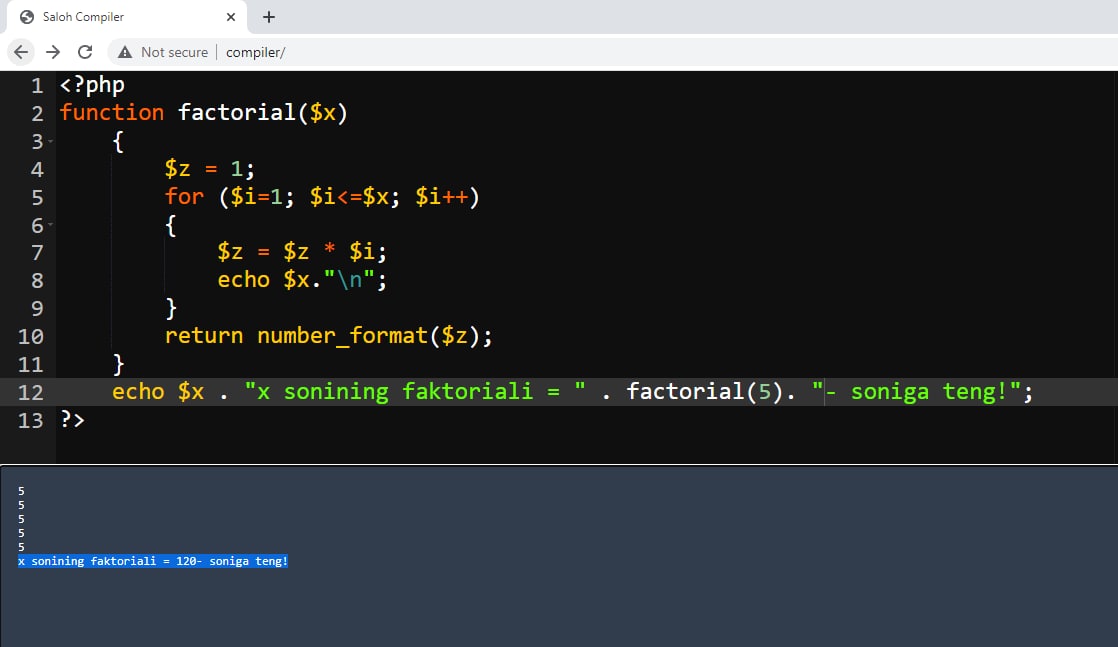 Saloh Compiler
Not secure compiler/
1 <?php
2 function factorial($x)
3 {
4 $z = 1;
5 for ($i=1; $i<=$x; $i++)
6 {
7 $z = $z * $i;
8 echo $x."\n";
9 }
10 return number_format($z);
11 }
12 echo $x . "x sonining faktoriali = " . factorial(5). "- soniga teng!";
13 ?>
5
5
5
5
5
x sonining faktoriali = 120- soniga teng!